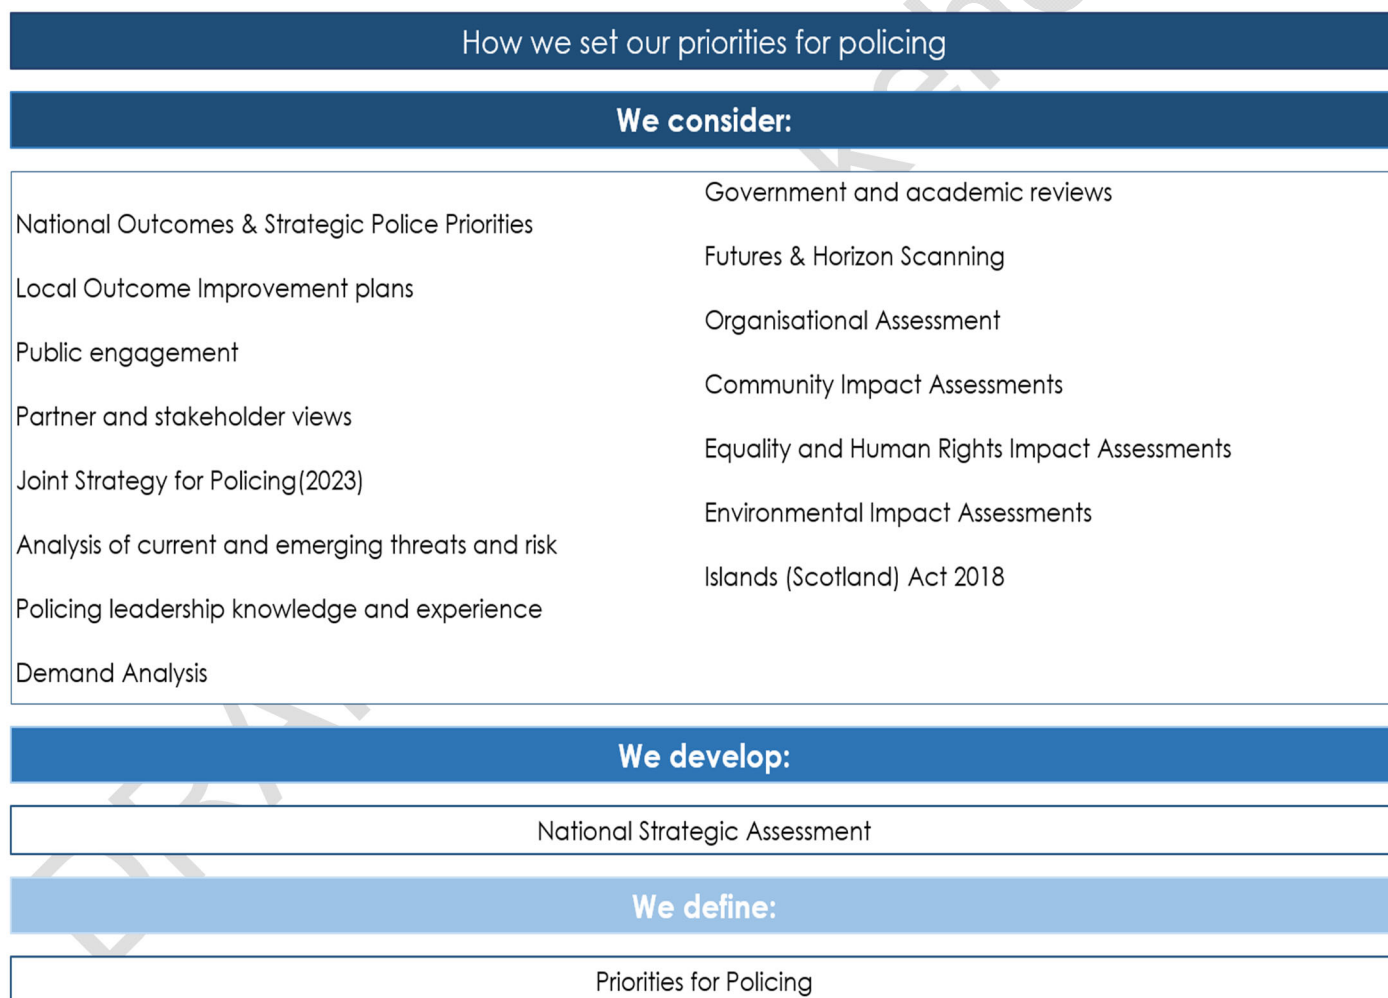 How we set our priorities for policing
We consider:
National Outcomes & Strategic Police Priorities
Local Outcome Improvement plans
Public engagement
Partner and stakeholder views
Joint Strategy for Policing(2023)
Analysis of current and emerging threats and risk
Policing leadership knowledge and experience
Demand Analysis
Government and academic reviews
Futures & Horizon Scanning
Organisational Assessment
Community Impact Assessments
Equality and Human Rights Impact Assessments
Environmental Impact Assessments
Islands (Scotland) Act 2018
We develop:
National Strategic Assessment
We define:
Priorities for Policing